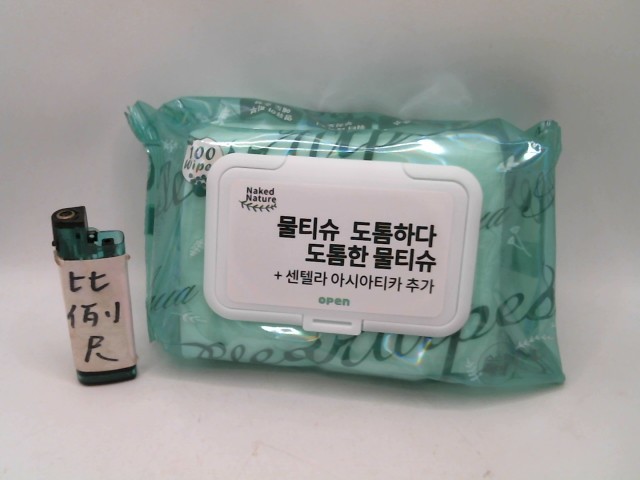 100
Wipes
Naked
Nature
물티슈 도톰하다
도톰한 물티슈
+ 센텔라 아시아티카 추가
open
比
例
尺